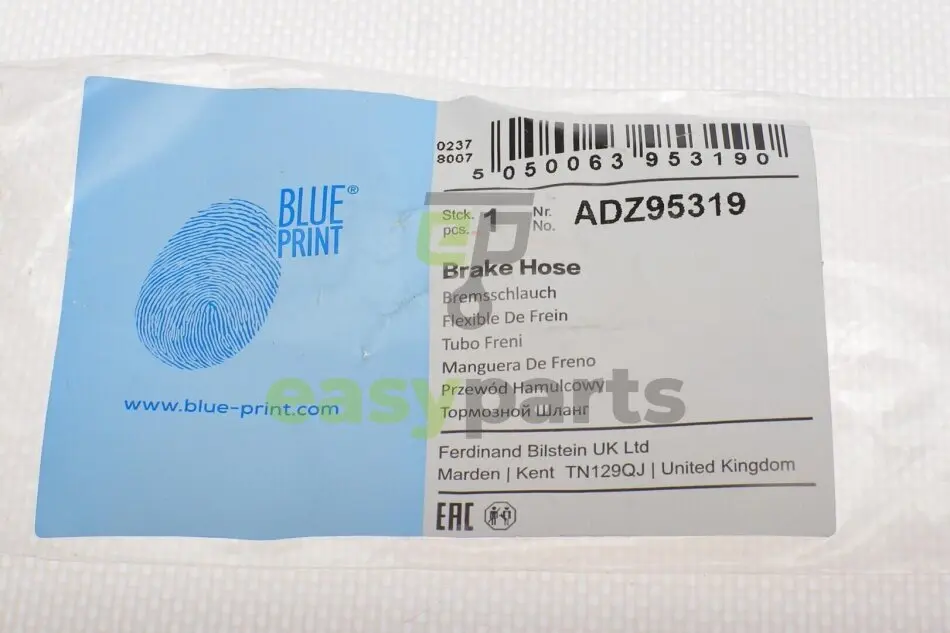 0237
8007
5 050063 953190
BLUE®
PRINT
www.blue-print.com
Stck.
pcs.
1
Nr.
No.
ADZ95319
Brake Hose
Bremsschlauch
Flexible De Frein
Tubo Freni
Manguera De Freno
Przewód Hamulcowy
Тормозной Шланг
easyparts
Ferdinand Bilstein UK Ltd
Marden | Kent TN129QJ | United Kingdom
EAC